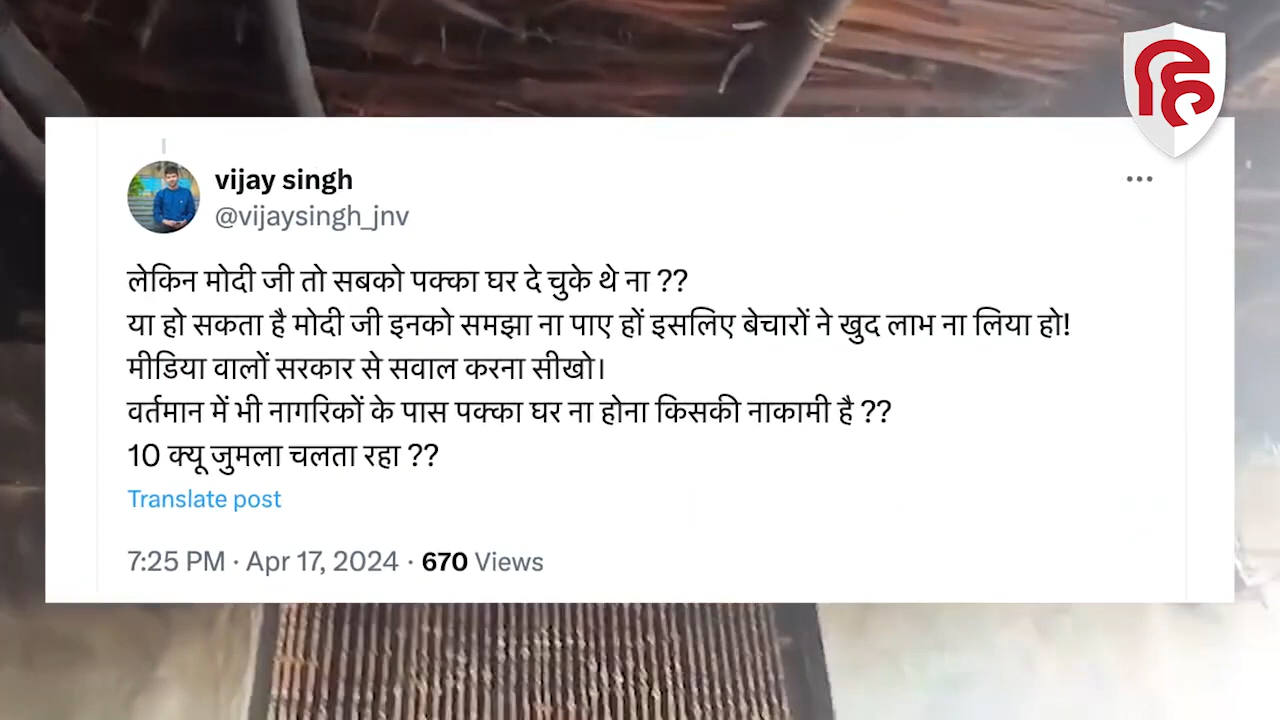 हि
vijay singh
@vijaysingh_jnv
लेकिन मोदी जी तो सबको पक्का घर दे चुके थे ना ??
या हो सकता है मोदी जी इनको समझा ना पाए हों इसलिए बेचारों ने खुद लाभ ना लिया हो!
मीडिया वालों सरकार से सवाल करना सीखो।
वर्तमान में भी नागरिकों के पास पक्का घर ना होना किसकी नाकामी है ??
10 क्यू जुमला चलता रहा ??
Translate post
7:25 PM · Apr 17, 2024 · 670 Views